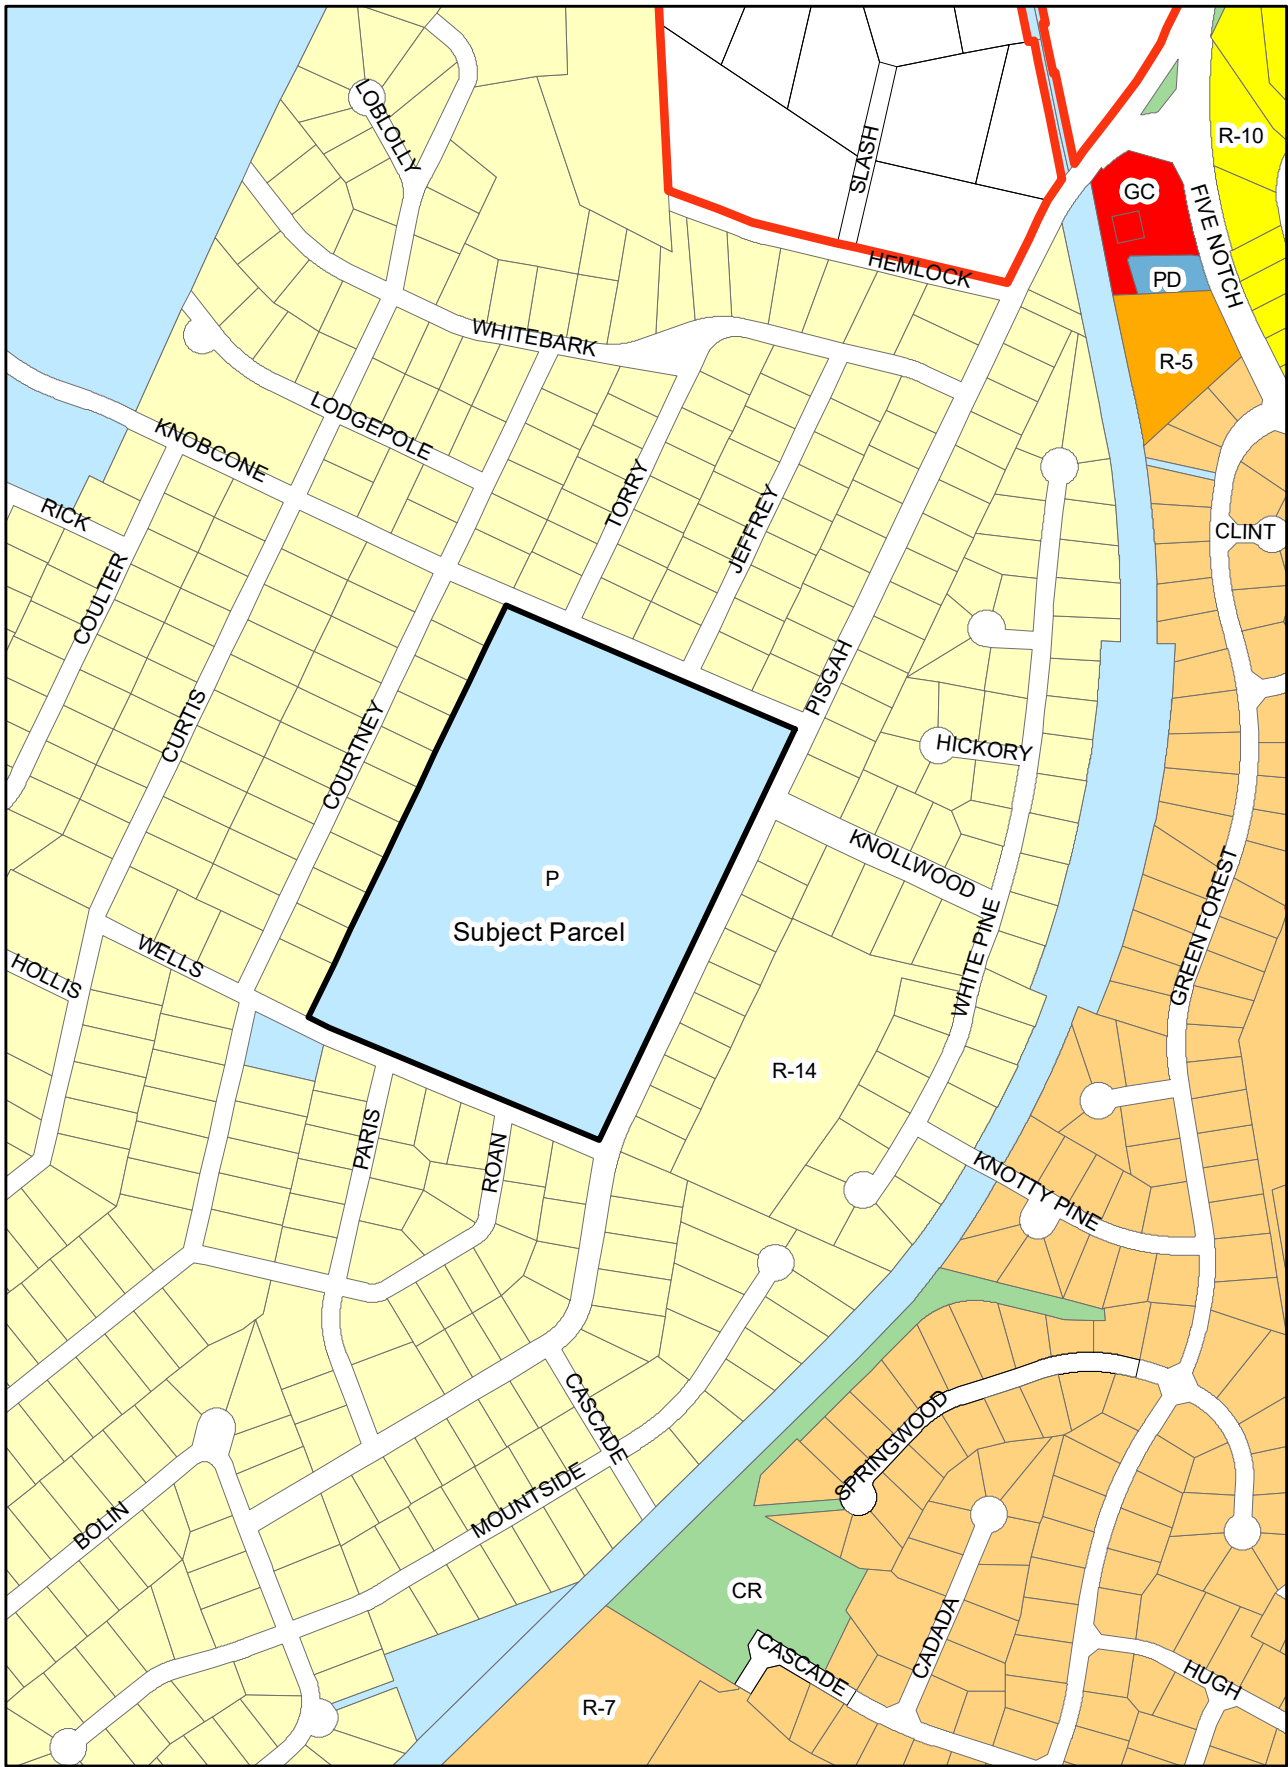 LOBLOLLY
SLASH
R-10
GC
FIVE NOTCH
HEMLOCK
PD
WHITEBARK
R-5
LODGEPOLE
KNOBCONE
TORRY
JEFFREY
RICK
CLINT
COULTER
PISGAH
CURTIS
COURTNEY
HICKORY
KNOLLWOOD
P
Subject Parcel
GREEN FOREST
WHITE PINE
WELLS
HOLLIS
R-14
PARIS
ROAN
KNOTTY PINE
CASCADE
SPRINGWOOD
MOUNTSIDE
BOLIN
CR
CADADA
CASCADE
HUGH
R-7